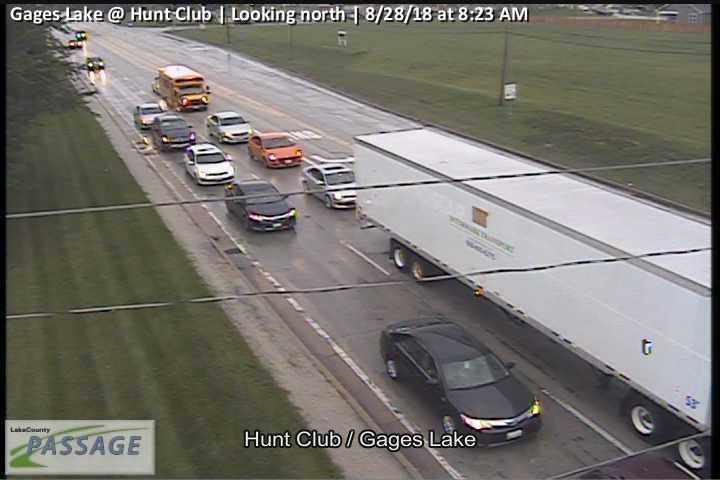 Gages Lake @ Hunt Club | Looking north | 8/28/18 at 8:23 AM
Hunt Club / Gages Lake
LakeCounty
PASSAGE